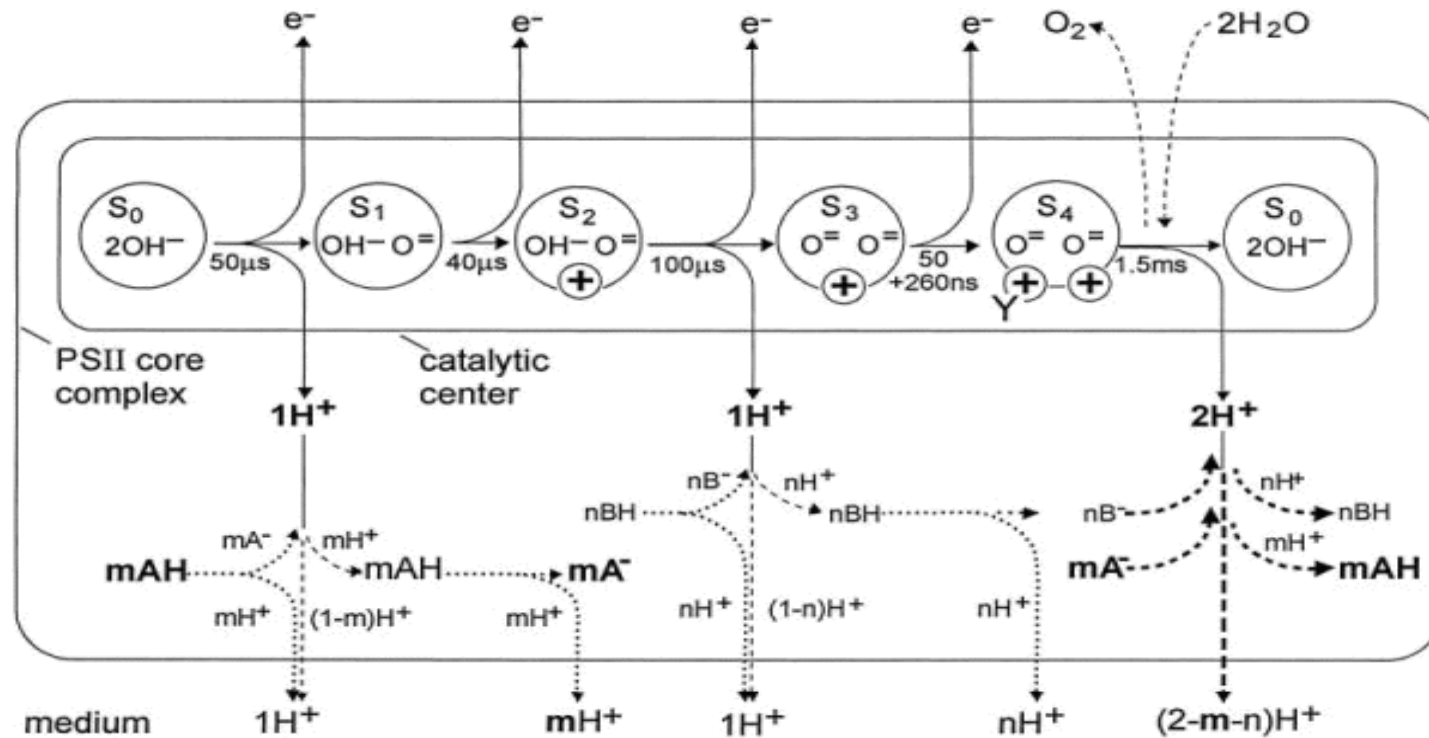 e⁻ e⁻ e⁻ e⁻ O₂ 2H₂O
S₀ S₁ S₂ S₃ S₄ S₀
2OH⁻ OH⁻ O⁼ OH⁻ O⁼ O⁼ O⁼ O⁼ O⁼ 2OH⁻
50µs 40µs 100µs 50 1.5ms
+ + +260ns Y + – +
PSII core catalytic
complex center
1H⁺ 1H⁺ 2H⁺
nB⁻ nH⁺ nH⁺
nBH nBH nB⁻ nBH
mA⁻ mH⁺ mH⁺
mAH mAH mA⁻ mA⁻ mAH
mH⁺ (1-m)H⁺ mH⁺ nH⁺ (1-n)H⁺ nH⁺
medium 1H⁺ mH⁺ 1H⁺ nH⁺ (2-m-n)H⁺